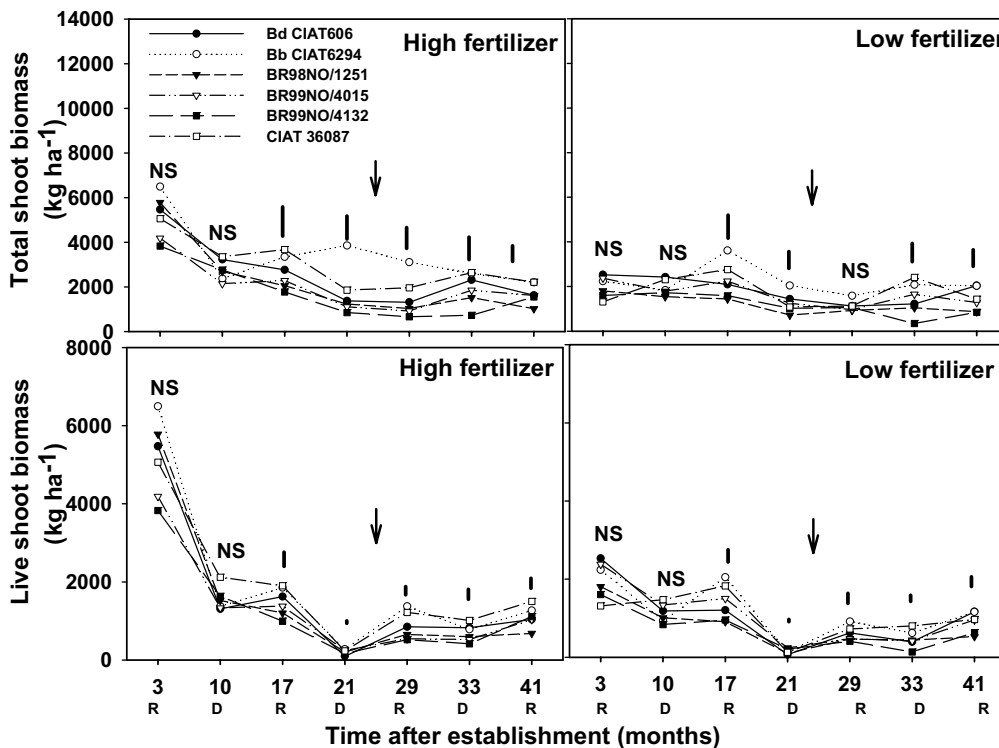 14000
12000
10000
8000
6000
4000
2000
0
Total shoot biomass
(kg ha-1)
Bd CIAT606
Bb CIAT6294
BR98NO/1251
BR99NO/4015
BR99NO/4132
CIAT 36087
High fertilizer
NS
NS
Low fertilizer
NS
NS
NS
8000
6000
4000
2000
0
Live shoot biomass
(kg ha-1)
High fertilizer
NS
NS
Low fertilizer
NS
NS
3 10 17 21 29 33 41 3 10 17 21 29 33 41
R D R D R D R R D R D R D R
Time after establishment (months)